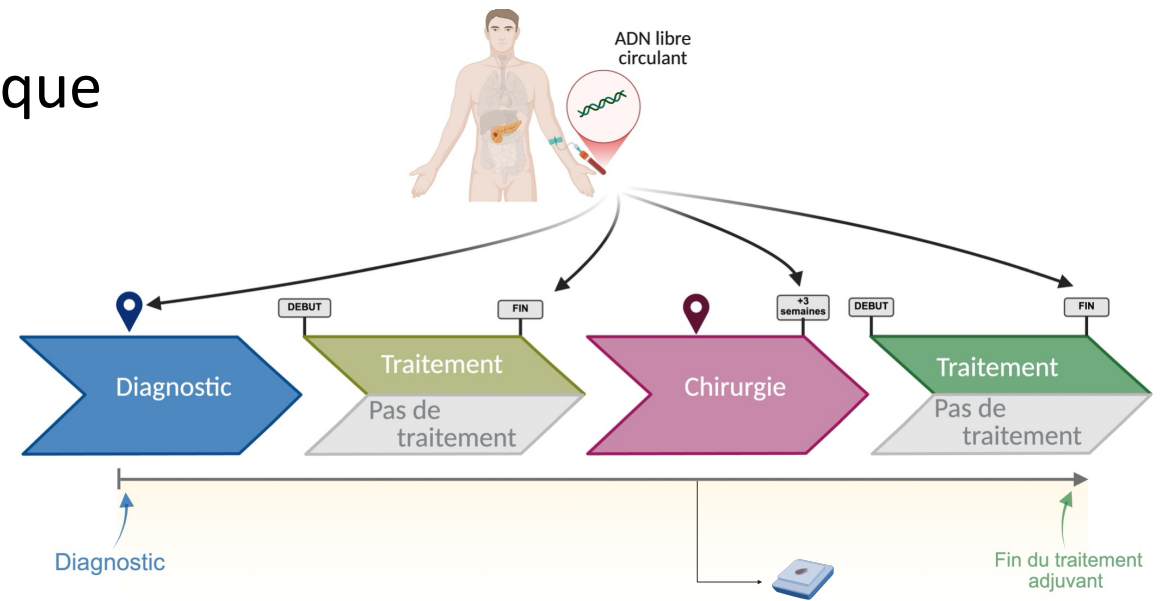 que
ADN libre
circulant
DEBUT
FIN
+3
semaines
DEBUT
FIN
Diagnostic
Traitement
Pas de
traitement
Chirurgie
Traitement
Pas de
traitement
Diagnostic
Fin du traitement
adjuvant